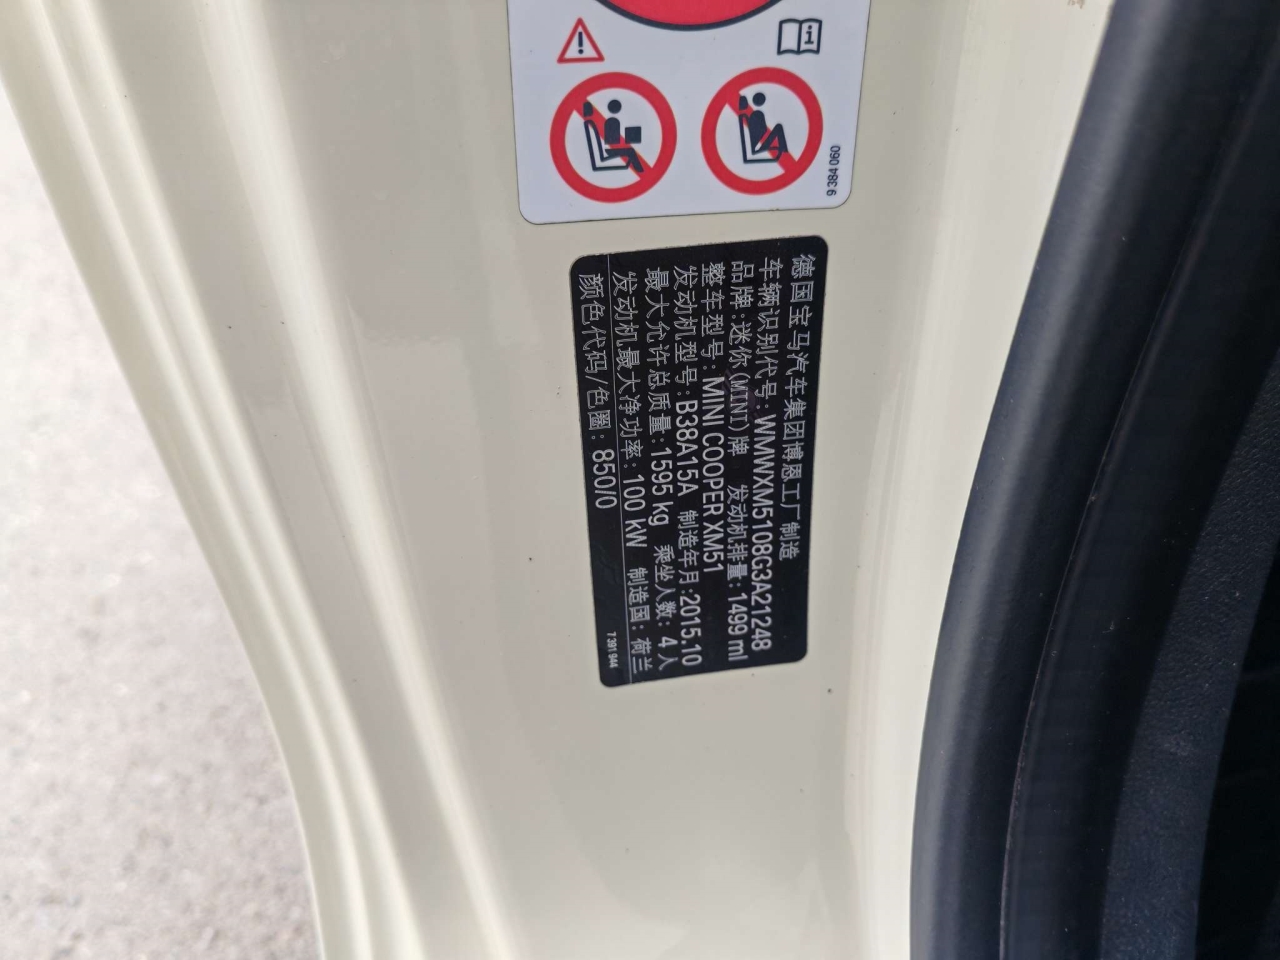 9 384 060
德国宝马汽车集团博恩工厂制造
车辆识别代号:WMWXM5108G3A21248
品牌:迷你(MINI)牌 发动机排量:1499 ml
整车型号:MINI COOPER XM51
发动机型号:B38A15A 制造年月:2015.10
最大允许总质量:1595 kg 乘坐人数: 4 人
发动机最大净功率:100 kW 制造国: 荷兰
颜色代码/色圈: 850/0
7 391 944